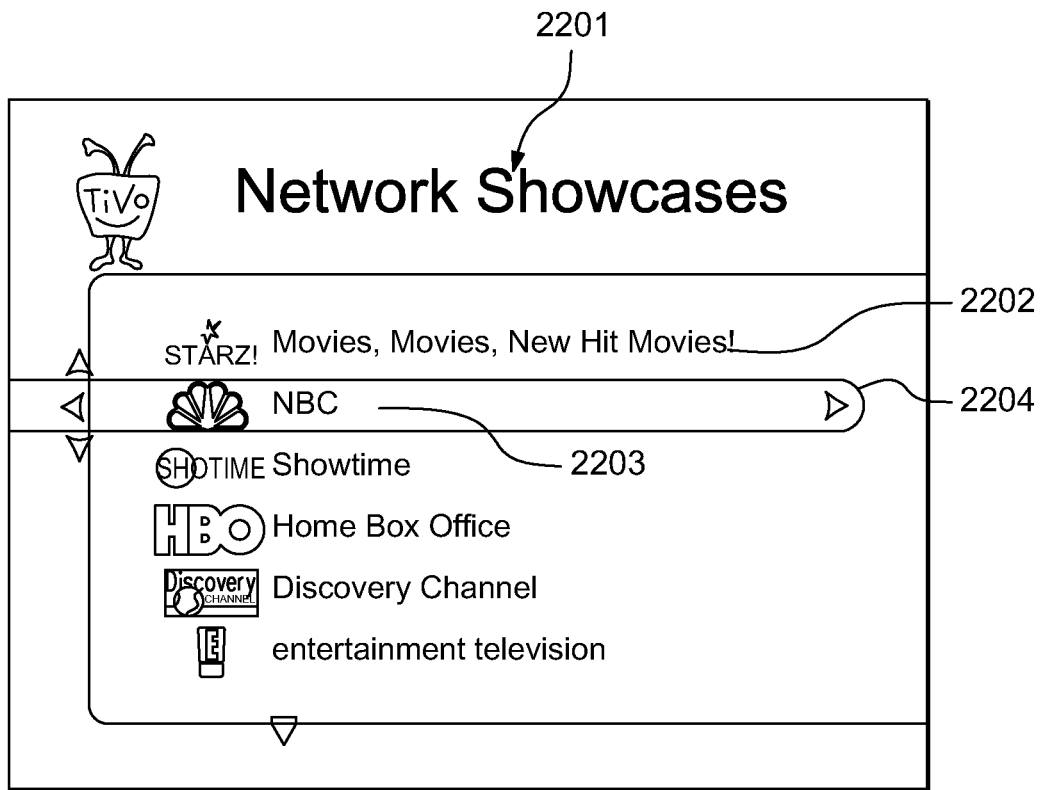 2201
TiVo
Network Showcases
STARZ! Movies, Movies, New Hit Movies!
2202
NBC
2204
SHOTIME Showtime
2203
HBO Home Box Office
Discovery CHANNEL Discovery Channel
E entertainment television